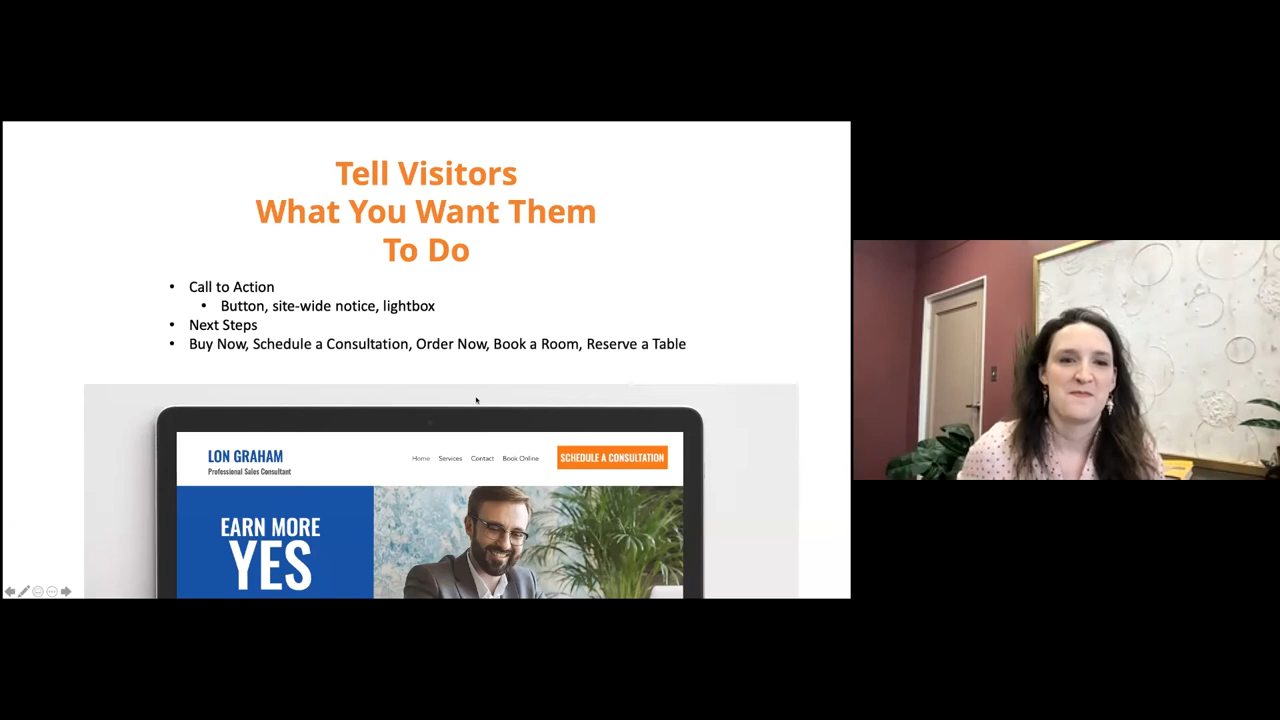 Tell Visitors
What You Want Them
To Do
• Call to Action
• Button, site-wide notice, lightbox
• Next Steps
• Buy Now, Schedule a Consultation, Order Now, Book a Room, Reserve a Table
LON GRAHAM
Professional Sales Consultant
Home Services Contact Book Online
SCHEDULE A CONSULTATION
EARN MORE
YES